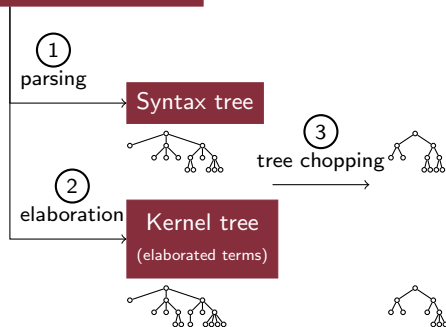 1
parsing
Syntax tree
3
tree chopping
2
elaboration
Kernel tree
(elaborated terms)